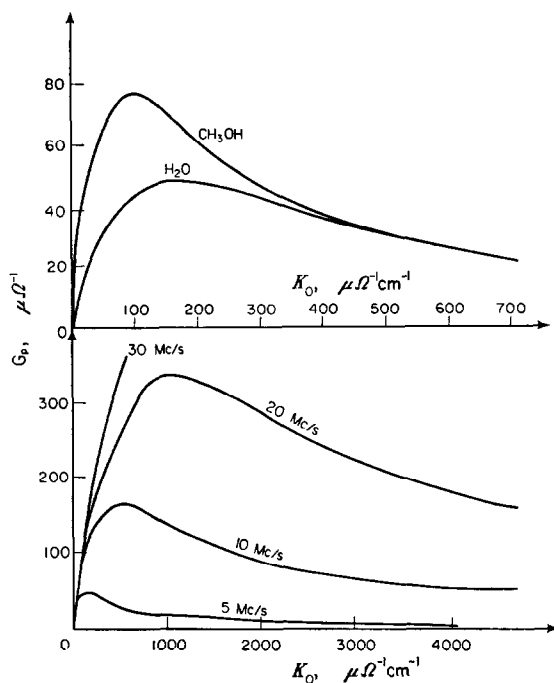 80
60
40
20
0
CH₃OH
H₂O
K₀, μΩ⁻¹cm⁻¹
100 200 300 400 500 600 700
Gₚ, μΩ⁻¹
30 Mc/s
300
200
100
20 Mc/s
10 Mc/s
5 Mc/s
0 1000 2000 3000 4000
K₀, μΩ⁻¹cm⁻¹